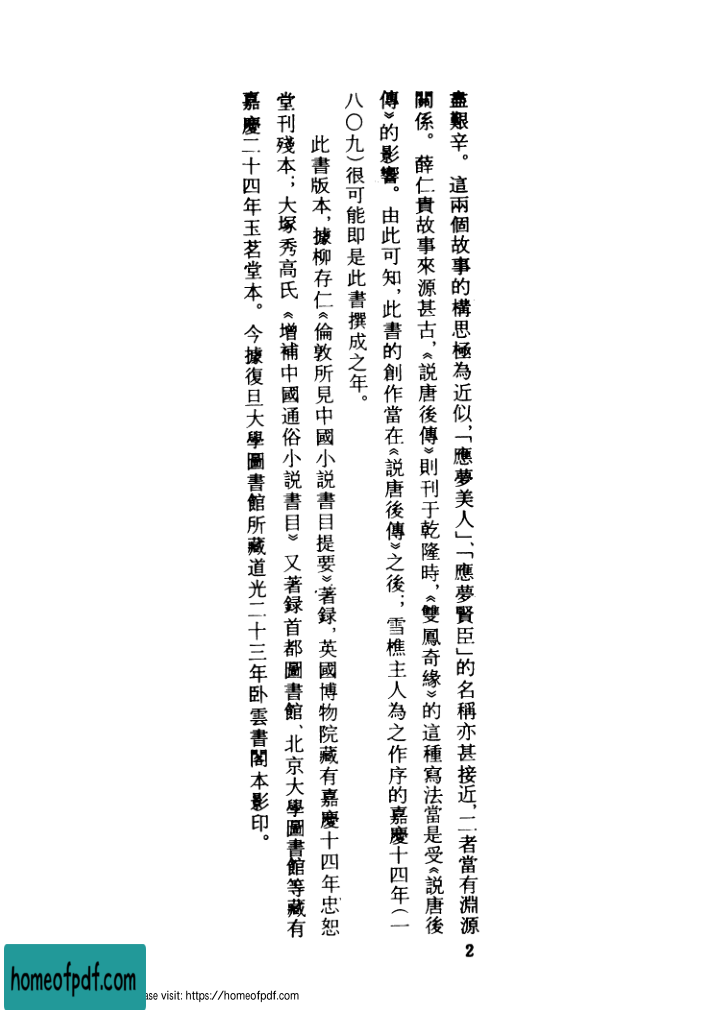 盡艱辛。這兩個故事的構思極為近似,「應夢美人」、「應夢賢臣」的名稱亦甚接近,二者當有淵源
關係。薛仁貴故事來源甚古,《説唐後傳》則刊于乾隆時,《雙鳳奇緣》的這種寫法當是受《説唐後
傳》的影響。由此可知,此書的創作當在《説唐後傳》之後;雪樵主人為之作序的嘉慶十四年(一
八〇九)很可能即是此書撰成之年。
此書版本,據柳存仁《倫敦所見中國小説書目提要》著録,英國博物院藏有嘉慶十四年忠恕
堂刊殘本;大塚秀高氏《增補中國通俗小説書目》又著録首都圖書館、北京大學圖書館等藏有
嘉慶二十四年玉茗堂本。今據復旦大學圖書館所藏道光二十三年卧雲書閣本影印。
2
homeofpdf.com
ase visit: https://homeofpdf.com